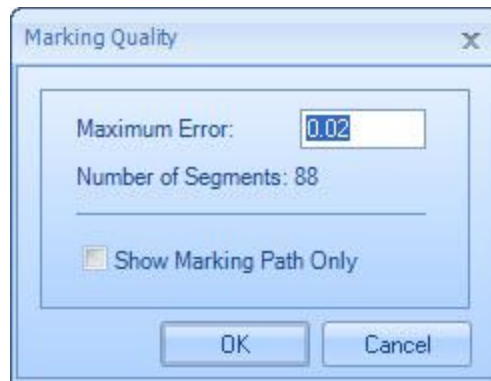 Marking Quality
Maximum Error: 0.02
Number of Segments: 88
Show Marking Path Only
OK Cancel